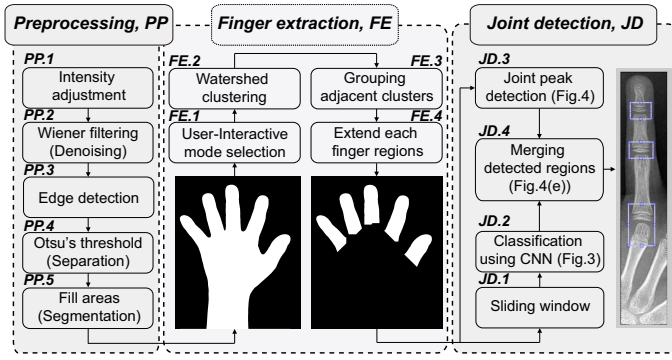 Preprocessing, PP
PP.1
Intensity
adjustment
PP.2
Wiener filtering
(Denoising)
PP.3
Edge detection
PP.4
Otsu's threshold
(Separation)
PP.5
Fill areas
(Segmentation)
Finger extraction, FE
FE.2
Watershed
clustering
FE.1
User-Interactive
mode selection
FE.3
Grouping
adjacent clusters
FE.4
Extend each
finger regions
Joint detection, JD
JD.3
Joint peak
detection (Fig.4)
JD.4
Merging
detected regions
(Fig.4(e))
JD.2
Classification
using CNN (Fig.3)
JD.1
Sliding window